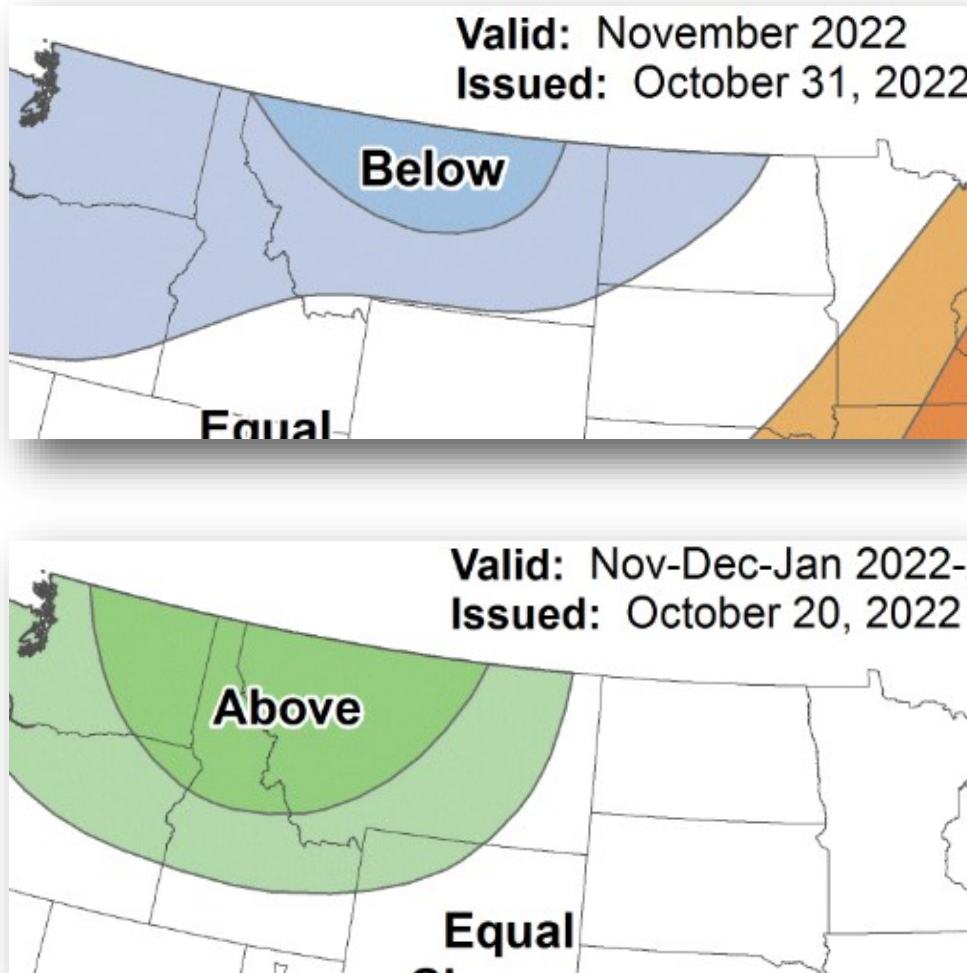 Valid: November 2022
Issued: October 31, 2022
Below
Equal
Valid: Nov-Dec-Jan 2022-
Issued: October 20, 2022
Above
Equal